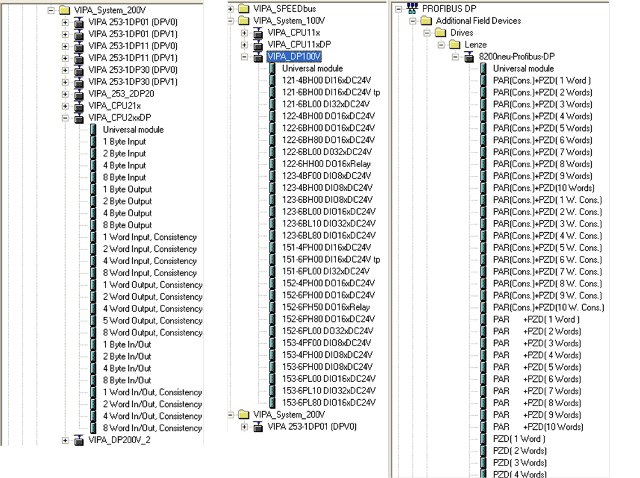 VIPA_System_200V
VIPA 253-1DP01 (DPV0)
VIPA 253-1DP01 (DPV1)
VIPA 253-1DP11 (DPV0)
VIPA 253-1DP11 (DPV1)
VIPA 253-1DP30 (DPV0)
VIPA 253-1DP30 (DPV1)
VIPA_253_2DP20
VIPA_CPU21x
VIPA_CPU2xxDP
Universal module
1 Byte Input
2 Byte Input
4 Byte Input
8 Byte Input
1 Byte Output
2 Byte Output
4 Byte Output
8 Byte Output
1 Word Input, Consistency
2 Word Input, Consistency
4 Word Input, Consistency
8 Word Input, Consistency
1 Word Output, Consistency
2 Word Output, Consistency
4 Word Output, Consistency
5 Word Output, Consistency
8 Word Output, Consistency
1 Byte In/Out
2 Byte In/Out
4 Byte In/Out
8 Byte In/Out
1 Word In/Out, Consistency
2 Word In/Out, Consistency
4 Word In/Out, Consistency
8 Word In/Out, Consistency
VIPA_DP200V_2
VIPA_SPEEDbus
VIPA_System_100V
VIPA_CPU11x
VIPA_CPU11xDP
VIPA_DP100V
Universal module
121-4BH00 DI16xDC24V
121-6BH00 DI16xDC24V tp
121-6BL00 DI32xDC24V
122-4BH00 DO16xDC24V
122-6BH00 DO16xDC24V
122-6BH80 DO16xDC24V
122-6BL00 DO32xDC24V
122-6HH00 DO16xRelay
123-4BF00 DIO8xDC24V
123-4BH00 DIO8xDC24V
123-6BH00 DIO8xDC24V
123-6BL00 DIO16xDC24V
123-6BL10 DIO32xDC24V
123-6BL80 DIO16xDC24V
151-4PH00 DI16xDC24V
151-6PH00 DI16xDC24V tp
151-6PL00 DI32xDC24V
152-4PH00 DO16xDC24V
152-6PH00 DO16xDC24V
152-6PH50 DO16xRelay
152-6PH80 DO16xDC24V
152-6PL00 DO32xDC24V
153-4PF00 DIO8xDC24V
153-4PH00 DIO8xDC24V
153-6PH00 DIO8xDC24V
153-6PL00 DIO16xDC24V
153-6PL10 DIO32xDC24V
153-6PL80 DIO16xDC24V
VIPA_System_200V
VIPA 253-1DP01 (DPV0)
PROFIBUS DP
Additional Field Devices
Drives
Lenze
8200neu-Profibus-DP
Universal module
PAR(Cons.)+PZD( 1 Word )
PAR(Cons.)+PZD( 2 Words)
PAR(Cons.)+PZD( 3 Words)
PAR(Cons.)+PZD( 4 Words)
PAR(Cons.)+PZD( 5 Words)
PAR(Cons.)+PZD( 6 Words)
PAR(Cons.)+PZD( 7 Words)
PAR(Cons.)+PZD( 8 Words)
PAR(Cons.)+PZD( 9 Words)
PAR(Cons.)+PZD(10 Words)
PAR(Cons.)+PZD( 1 W. Cons.)
PAR(Cons.)+PZD( 2 W. Cons.)
PAR(Cons.)+PZD( 3 W. Cons.)
PAR(Cons.)+PZD( 4 W. Cons.)
PAR(Cons.)+PZD( 5 W. Cons.)
PAR(Cons.)+PZD( 6 W. Cons.)
PAR(Cons.)+PZD( 7 W. Cons.)
PAR(Cons.)+PZD( 8 W. Cons.)
PAR(Cons.)+PZD( 9 W. Cons.)
PAR(Cons.)+PZD(10 W. Cons.)
PAR +PZD( 1 Word )
PAR +PZD( 2 Words)
PAR +PZD( 3 Words)
PAR +PZD( 4 Words)
PAR +PZD( 5 Words)
PAR +PZD( 6 Words)
PAR +PZD( 7 Words)
PAR +PZD( 8 Words)
PAR +PZD( 9 Words)
PAR +PZD(10 Words)
PZD( 1 Word )
PZD( 2 Words)
PZD( 3 Words)
PZD( 4 Words)